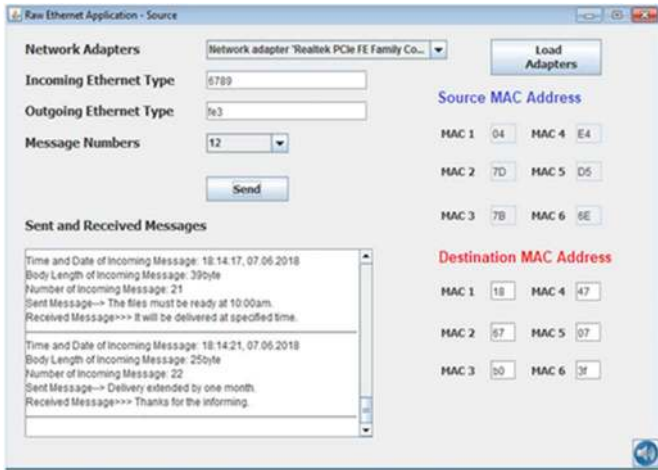 Raw Ethernet Application - Source
Network Adapters
Network adapter 'Realtek PCIe FE Family Co...
Load
Adapters
Incoming Ethernet Type
6789
Outgoing Ethernet Type
fe3
Message Numbers
12
Send
Source MAC Address
MAC 1 04 MAC 4 E4
MAC 2 7D MAC 5 D5
MAC 3 7B MAC 6 6E
Sent and Received Messages
Time and Date of Incoming Message: 18:14:17, 07.06.2018
Body Length of Incoming Message: 39byte
Number of Incoming Message: 21
Sent Message--> The files must be ready at 10:00am.
Received Message>>> It will be delivered at specified time.
Time and Date of Incoming Message: 18:14:21, 07.06.2018
Body Length of Incoming Message: 25byte
Number of Incoming Message: 22
Sent Message--> Delivery extended by one month.
Received Message>>> Thanks for the informing.
Destination MAC Address
MAC 1 18 MAC 4 47
MAC 2 67 MAC 5 07
MAC 3 b0 MAC 6 3f